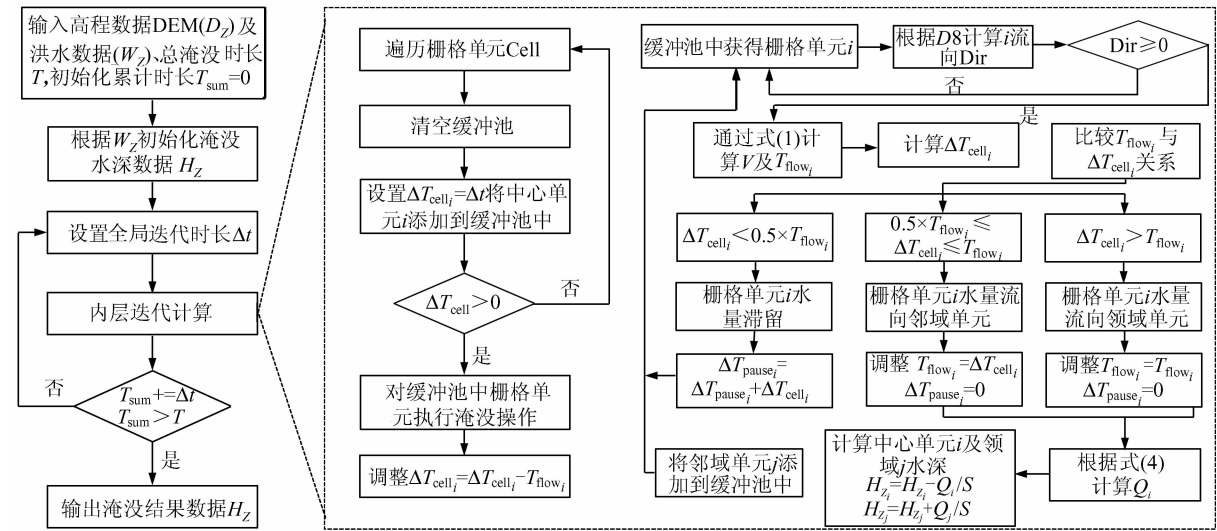 输入高程数据DEM(D_Z)及
洪水数据(W_Z)、总淹没时长
T,初始化累计时长T_sum=0
根据W_Z初始化淹没
水深数据 H_Z
设置全局迭代时长Δt
内层迭代计算
否
T_sum+=Δt
T_sum>T
是
输出淹没结果数据H_Z
遍历栅格单元Cell
清空缓冲池
设置ΔT_cell_i=Δt将中心单
元i添加到缓冲池中
ΔT_cell>0
否
是
对缓冲池中栅格单
元执行淹没操作
调整ΔT_cell_i=ΔT_cell_i−T_flow_i
缓冲池中获得栅格单元i
根据D8计算i流
向Dir
Dir≥0
否
是
通过式(1)计
算V及T_flow_i
计算ΔT_cell_i
比较T_flow_i与
ΔT_cell_i关系
ΔT_cell_i<0.5×T_flow_i
0.5×T_flow_i≤
ΔT_cell_i≤T_flow_i
ΔT_cell_i>T_flow_i
栅格单元i水
量滞留
栅格单元i水量流
向邻域单元
栅格单元i水量
流向领域单元
ΔT_pause_i=
ΔT_pause_i+ΔT_cell_i
调整 T_flow_i=ΔT_cell_i
ΔT_pause_i=0
调整T_flow_i=T_flow_i
ΔT_pause_i=0
将邻域单元j添
加到缓冲池中
计算中心单元i及领
域j水深
H_Z_i=H_Z_i−Q_i/S
H_Z_j=H_Z_j+Q_j/S
根据式(4)
计算Q_i